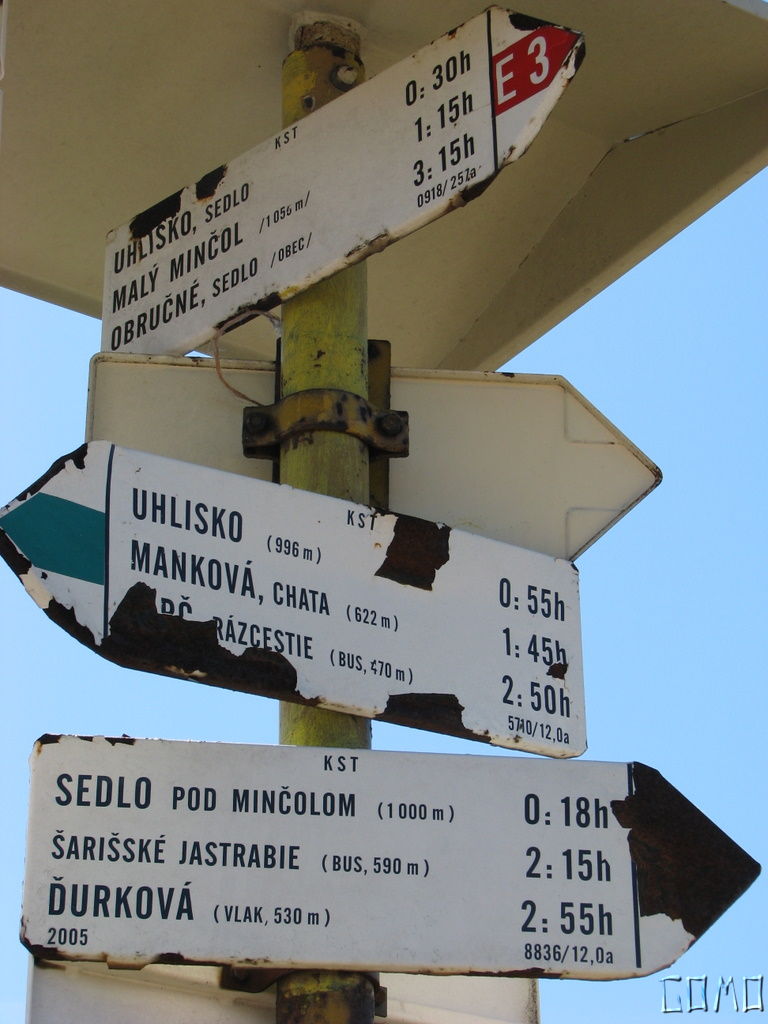 KST
E 3
UHLISKO, SEDLO 0:30h
MALÝ MINČOL /1056 m/ 1:15h
OBRUČNÉ, SEDLO /OBEC/ 3:15h
0918/251a
KST
UHLISKO (996 m) 0:55h
MANKOVÁ, CHATA (622 m) 1:45h
RÁZCESTIE (BUS, 470 m) 2:50h
5710/12,0a
KST
SEDLO POD MINČOLOM (1000 m) 0:18h
ŠARIŠSKÉ JASTRABIE (BUS, 590 m) 2:15h
ĎURKOVÁ (VLAK, 530 m) 2:55h
2005 8836/12,0a
GOMO